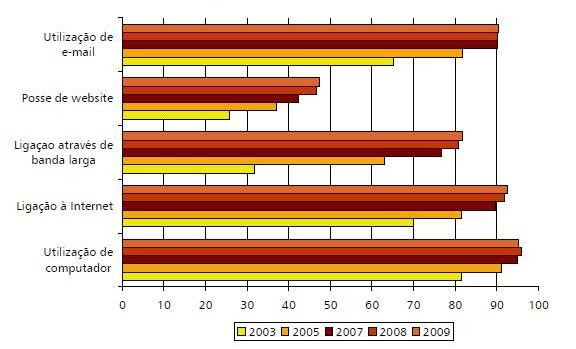 Utilização de
e-mail
Posse de website
Ligaçao através de
banda larga
Ligação à Internet
Utilização de
computador
0 10 20 30 40 50 60 70 80 90 100
2003 2005 2007 2008 2009